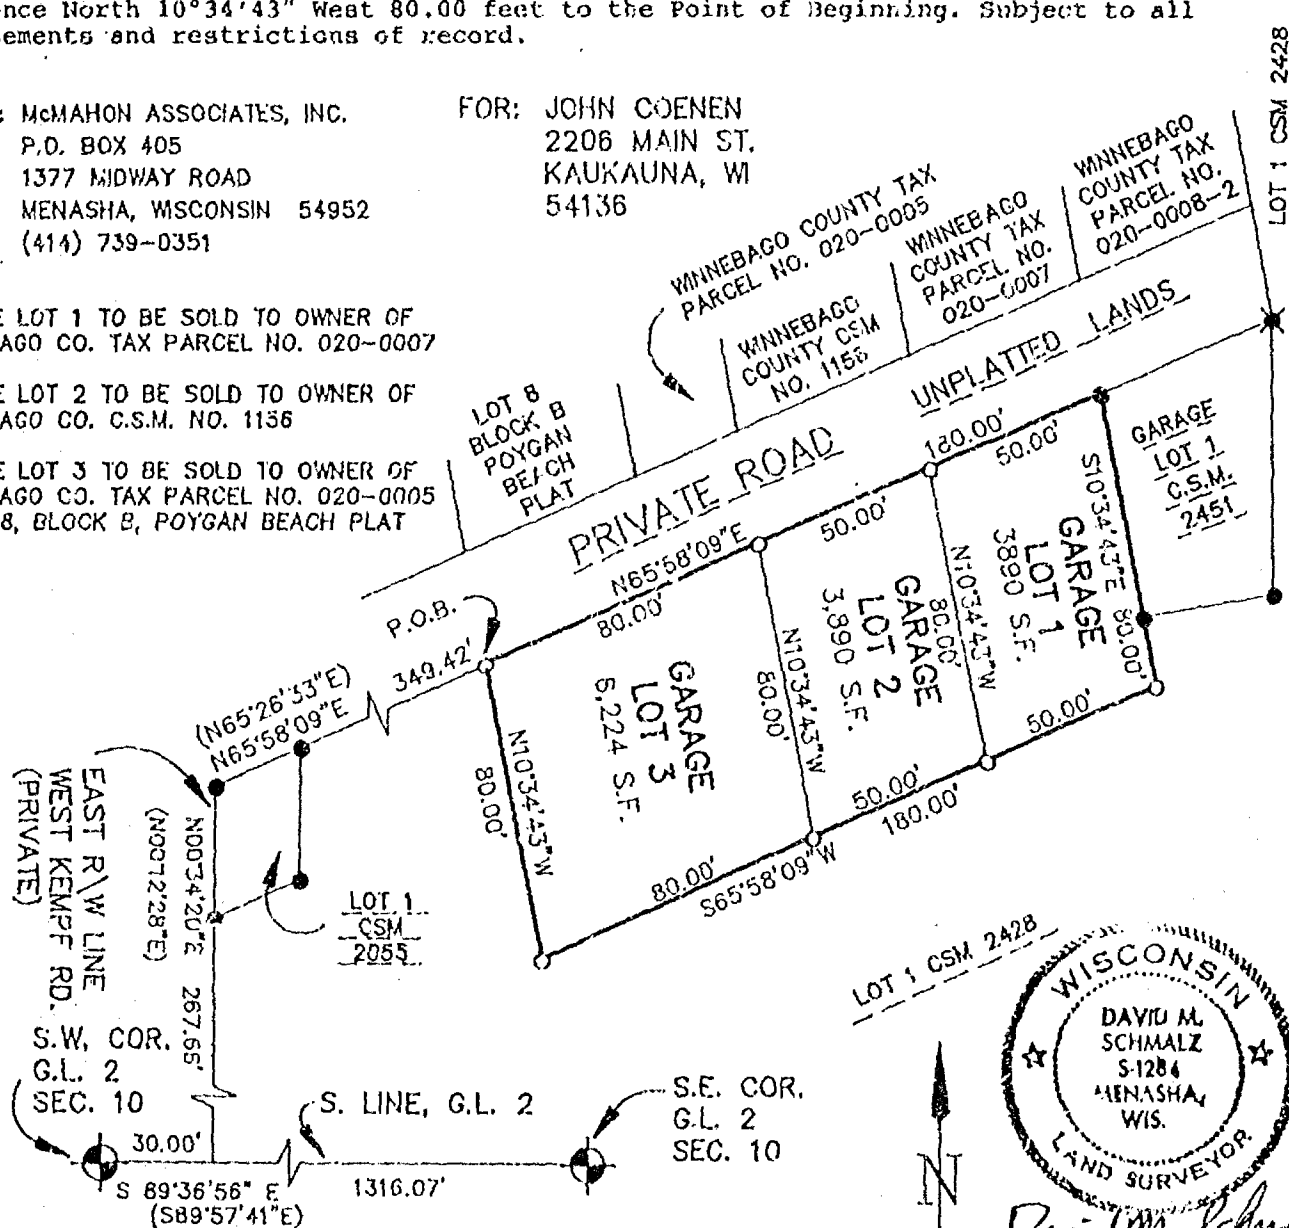 nce North 10°34'43" West 80.00 feet to the Point of Beginning. Subject to all
sements and restrictions of record.
: McMAHON ASSOCIATES, INC.
P.O. BOX 405
1377 MIDWAY ROAD
MENASHA, WISCONSIN 54952
(414) 739-0351
FOR: JOHN COENEN
2206 MAIN ST.
KAUKAUNA, WI
54136
E LOT 1 TO BE SOLD TO OWNER OF
AGO CO. TAX PARCEL NO. 020-0007
E LOT 2 TO BE SOLD TO OWNER OF
AGO CO. C.S.M. NO. 1156
E LOT 3 TO BE SOLD TO OWNER OF
AGO CO. TAX PARCEL NO. 020-0005
8, BLOCK B, POYGAN BEACH PLAT
LOT 8
BLOCK B
POYGAN
BEACH
PLAT
WINNEBAGO COUNTY TAX
PARCEL NO. 020-0005
WINNEBAGO
COUNTY CSM
NO. 1156
WINNEBAGO
COUNTY TAX
PARCEL NO.
020-0007
WINNEBAGO
COUNTY TAX
PARCEL NO.
020-0008-2
LOT 1 CSM 2428
PRIVATE ROAD
UNPLATTED LANDS
GARAGE
LOT 1
C.S.M.
2451
180.00'
50.00'
50.00'
N65°58'09"E
80.00'
P.O.B.
349.42'
(N65°26'33"E)
N65°58'09"E
S10°34'43"E 80.00'
GARAGE
LOT 1
3890 S.F.
N10°34'43"W
80.00'
GARAGE
LOT 2
3,890 S.F.
N10°34'43"W
80.00'
GARAGE
LOT 3
6,224 S.F.
N10°34'43"W
80.00'
50.00'
50.00'
180.00'
80.00'
S65°58'09"W
EAST R\W LINE
WEST KEMPF RD.
(PRIVATE)
N00°34'20"E 267.65'
(N00°12'28"E)
LOT 1
CSM
2055
LOT 1 CSM 2428
S.W. COR.
G.L. 2
SEC. 10
30.00'
S. LINE, G.L. 2
S.E. COR.
G.L. 2
SEC. 10
S 89°36'56" E
1316.07'
(S89°57'41"E)
N
WISCONSIN
DAVID M.
SCHMALZ
S-1284
MENASHA,
WIS.
LAND SURVEYOR